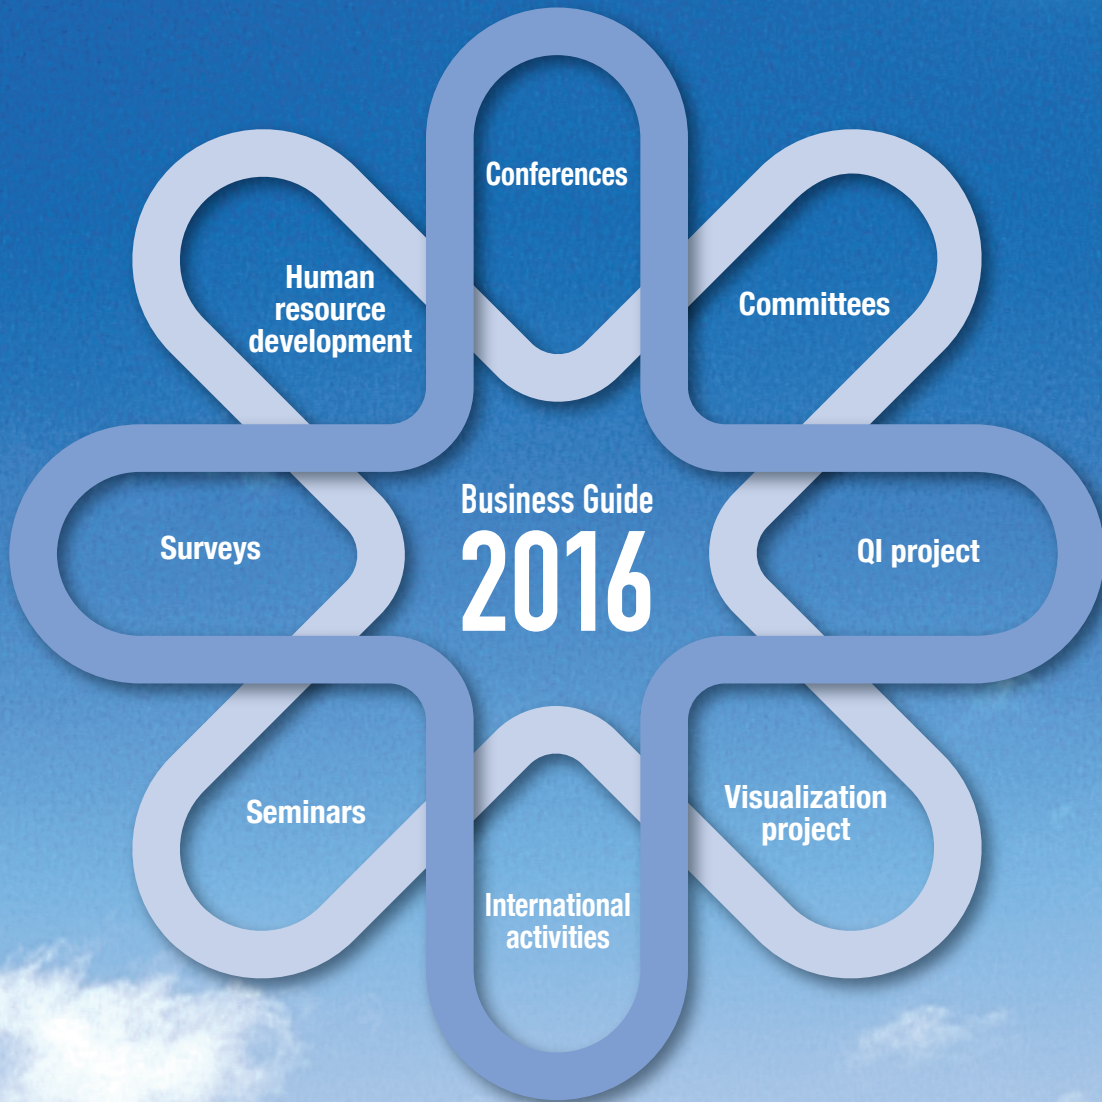 Conferences
Human
resource
development
Committees
Business Guide
2016
Surveys
QI project
Seminars
Visualization
project
International
activities